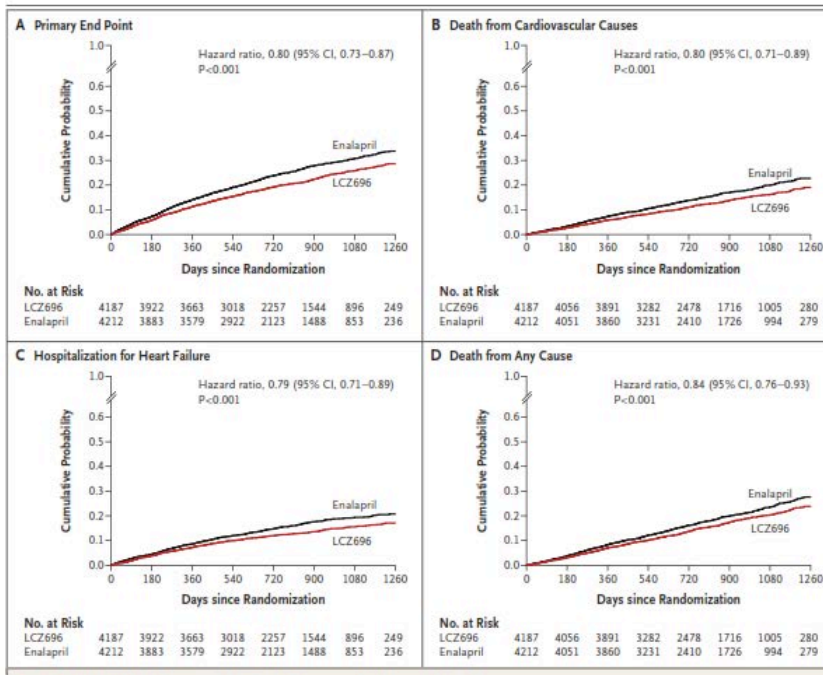 A Primary End Point
1.0
Hazard ratio, 0.80 (95% CI, 0.73–0.87)
P<0.001
0.6
0.5
0.4
0.3
0.2
0.1
0.0
Cumulative Probability
Enalapril
LCZ696
0 180 360 540 720 900 1080 1260
Days since Randomization
No. at Risk
LCZ696 4187 3922 3663 3018 2257 1544 896 249
Enalapril 4212 3883 3579 2922 2123 1488 853 236
B Death from Cardiovascular Causes
1.0
Hazard ratio, 0.80 (95% CI, 0.71–0.89)
P<0.001
0.6
0.5
0.4
0.3
0.2
0.1
0.0
Cumulative Probability
Enalapril
LCZ696
0 180 360 540 720 900 1080 1260
Days since Randomization
No. at Risk
LCZ696 4187 4056 3891 3282 2478 1716 1005 280
Enalapril 4212 4051 3860 3231 2410 1726 994 279
C Hospitalization for Heart Failure
1.0
Hazard ratio, 0.79 (95% CI, 0.71–0.89)
P<0.001
0.6
0.5
0.4
0.3
0.2
0.1
0.0
Cumulative Probability
Enalapril
LCZ696
0 180 360 540 720 900 1080 1260
Days since Randomization
No. at Risk
LCZ696 4187 3922 3663 3018 2257 1544 896 249
Enalapril 4212 3883 3579 2922 2123 1488 853 236
D Death from Any Cause
1.0
Hazard ratio, 0.84 (95% CI, 0.76–0.93)
P<0.001
0.6
0.5
0.4
0.3
0.2
0.1
0.0
Cumulative Probability
Enalapril
LCZ696
0 180 360 540 720 900 1080 1260
Days since Randomization
No. at Risk
LCZ696 4187 4056 3891 3282 2478 1716 1005 280
Enalapril 4212 4051 3860 3231 2410 1726 994 279